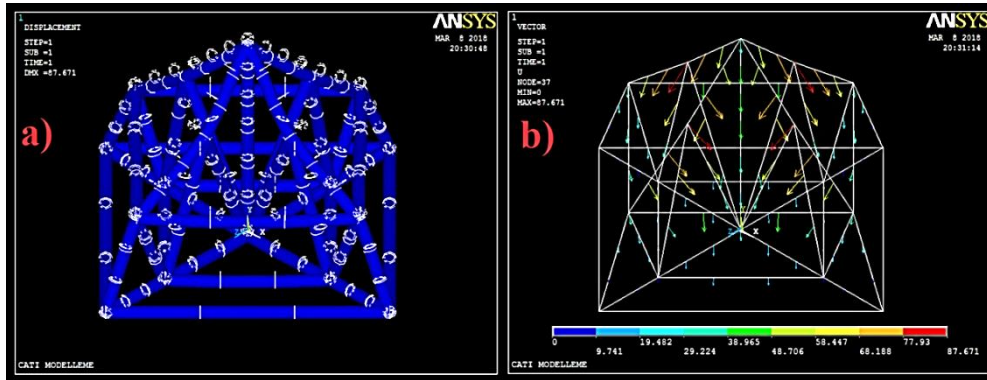 1
DISPLACEMENT
STEP=1
SUB =1
TIME=1
DMX =87.671
ANSYS
MAR 8 2018
20:30:48
a)
Y
Z X
CATI MODELLEME
1
VECTOR
STEP=1
SUB =1
TIME=1
U
NODE=37
MIN=0
MAX=87.671
ANSYS
MAR 8 2018
20:31:14
b)
Y
Z X
0 19.482 38.965 58.447 77.93
9.741 29.224 48.706 68.188 87.671
CATI MODELLEME